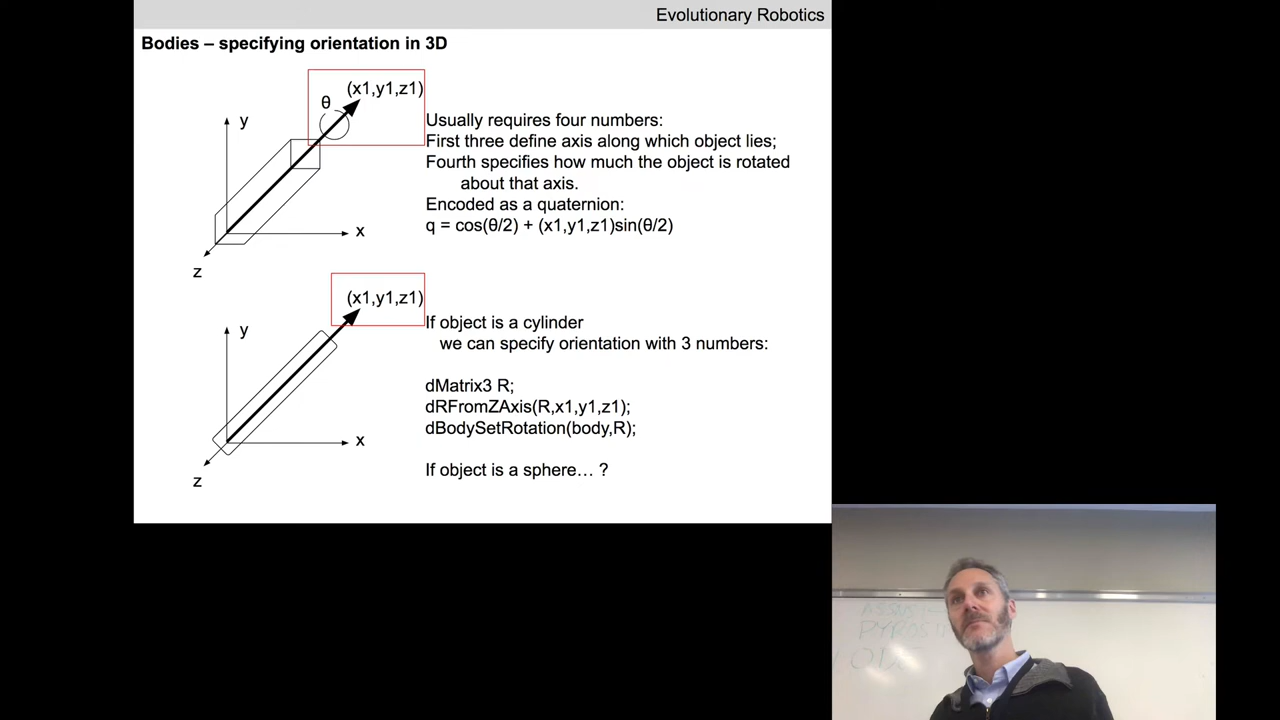 Evolutionary Robotics
Bodies – specifying orientation in 3D
(x1,y1,z1)
θ
y
x
z
Usually requires four numbers:
First three define axis along which object lies;
Fourth specifies how much the object is rotated
about that axis.
Encoded as a quaternion:
q = cos(θ/2) + (x1,y1,z1)sin(θ/2)
(x1,y1,z1)
y
x
z
If object is a cylinder
we can specify orientation with 3 numbers:
dMatrix3 R;
dRFromZAxis(R,x1,y1,z1);
dBodySetRotation(body,R);
If object is a sphere… ?